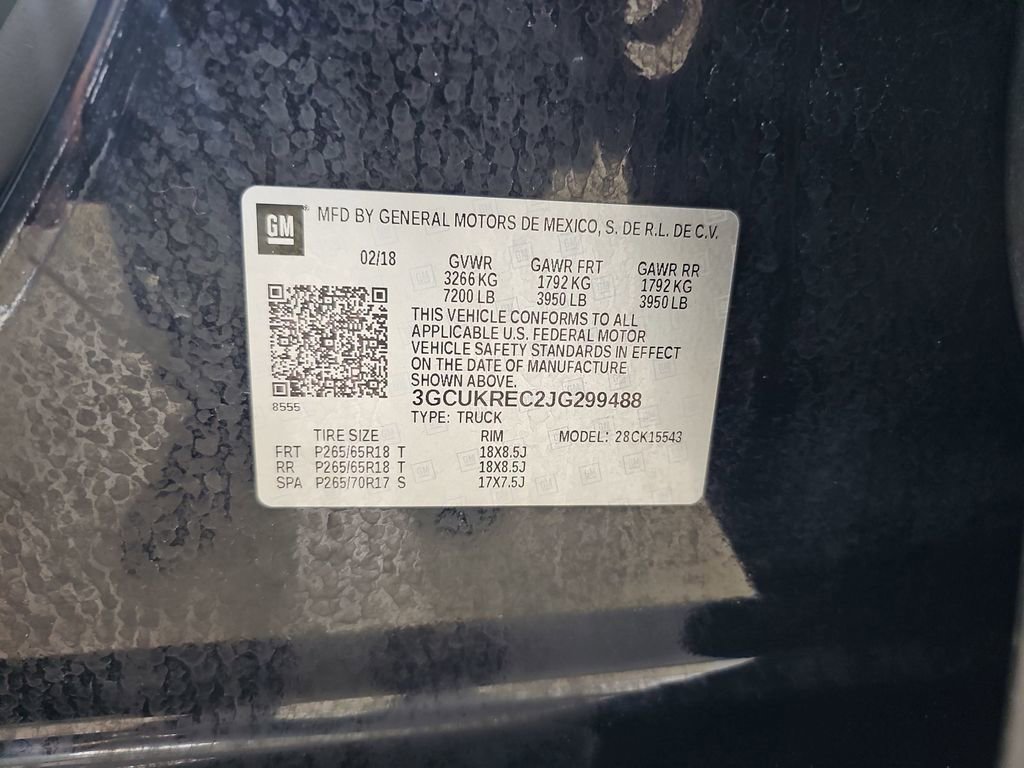 GM ® MFD BY GENERAL MOTORS DE MEXICO, S. DE R.L. DE C.V.
02/18 GVWR GAWR FRT GAWR RR
3266 KG 1792 KG 1792 KG
7200 LB 3950 LB 3950 LB
THIS VEHICLE CONFORMS TO ALL
APPLICABLE U.S. FEDERAL MOTOR
VEHICLE SAFETY STANDARDS IN EFFECT
ON THE DATE OF MANUFACTURE
SHOWN ABOVE.
8555 3GCUKREC2JG299488
TYPE: TRUCK
TIRE SIZE RIM MODEL: 28CK15543
FRT P265/65R18 T 18X8.5J
RR P265/65R18 T 18X8.5J
SPA P265/70R17 S 17X7.5J